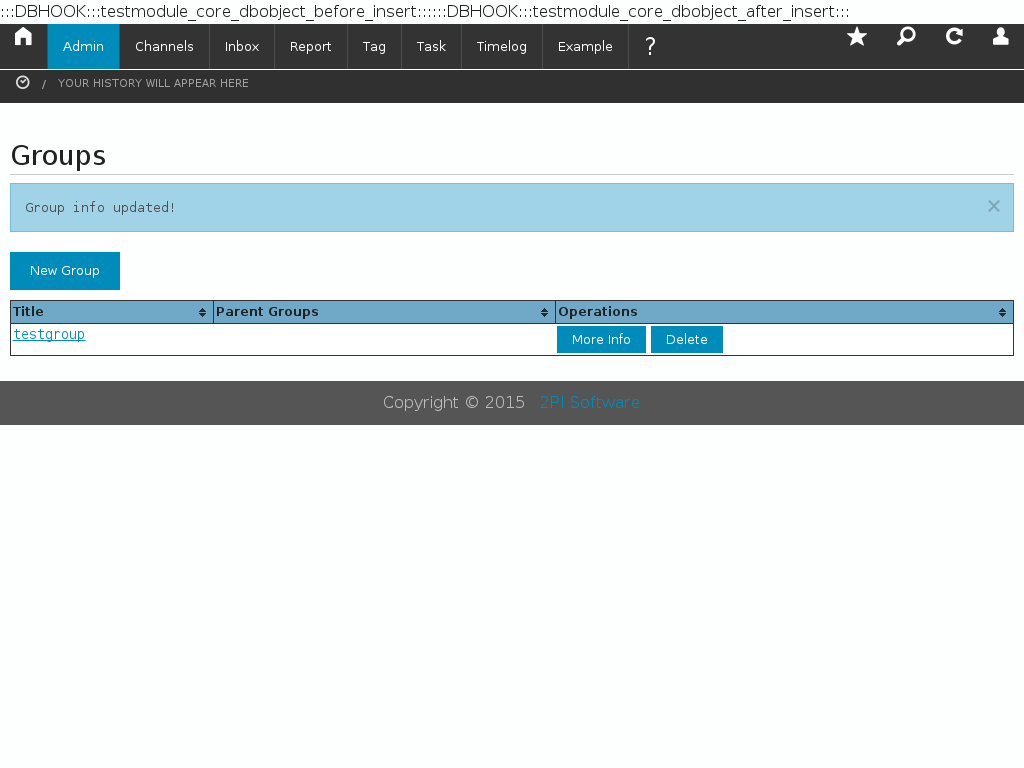 :::DBHOOK:::testmodule_core_dbobject_before_insert::::::DBHOOK:::testmodule_core_dbobject_after_insert:::
Admin Channels Inbox Report Tag Task Timelog Example ?
/ YOUR HISTORY WILL APPEAR HERE
Groups
Group info updated! ×
New Group
Title Parent Groups Operations
testgroup More Info Delete
Copyright © 2015 2PI Software